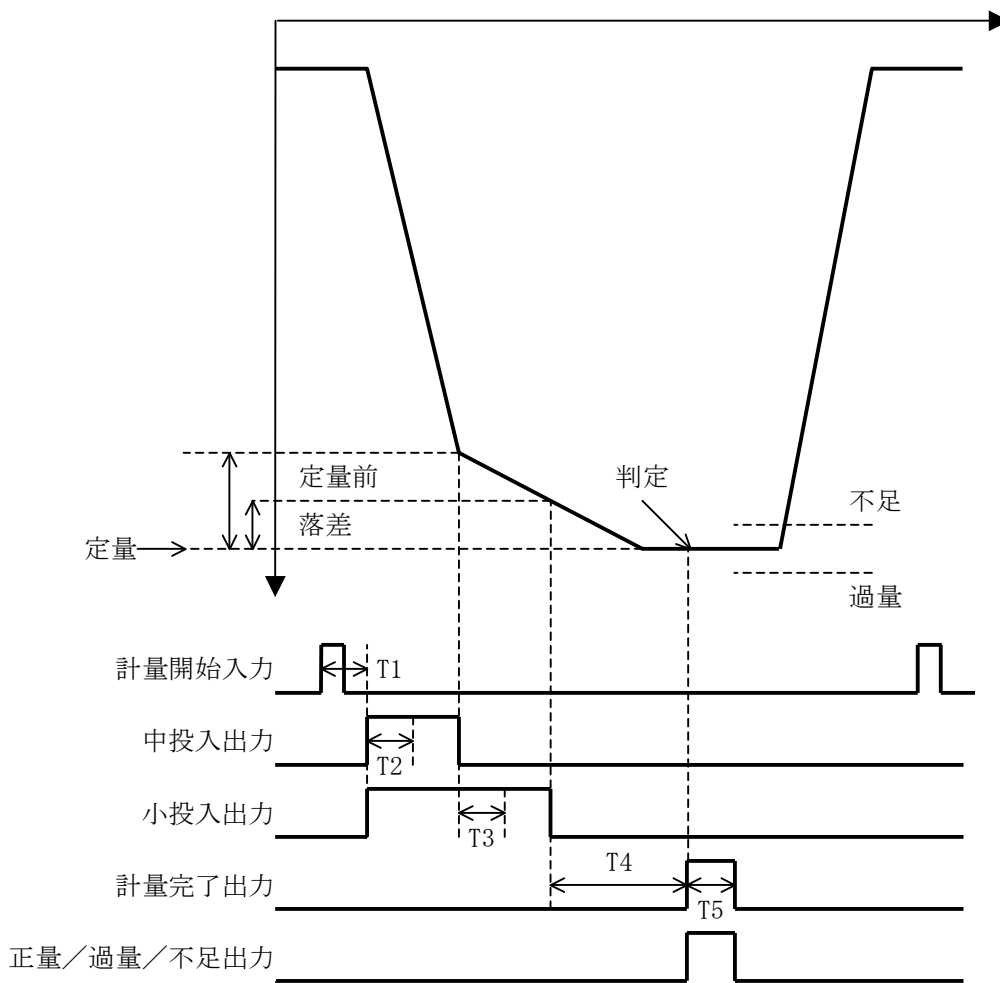 定量前
判定
不足
落差
定量
過量
計量開始入力
T1
中投入出力
T2
小投入出力
T3
T4
計量完了出力
T5
正量／過量／不足出力